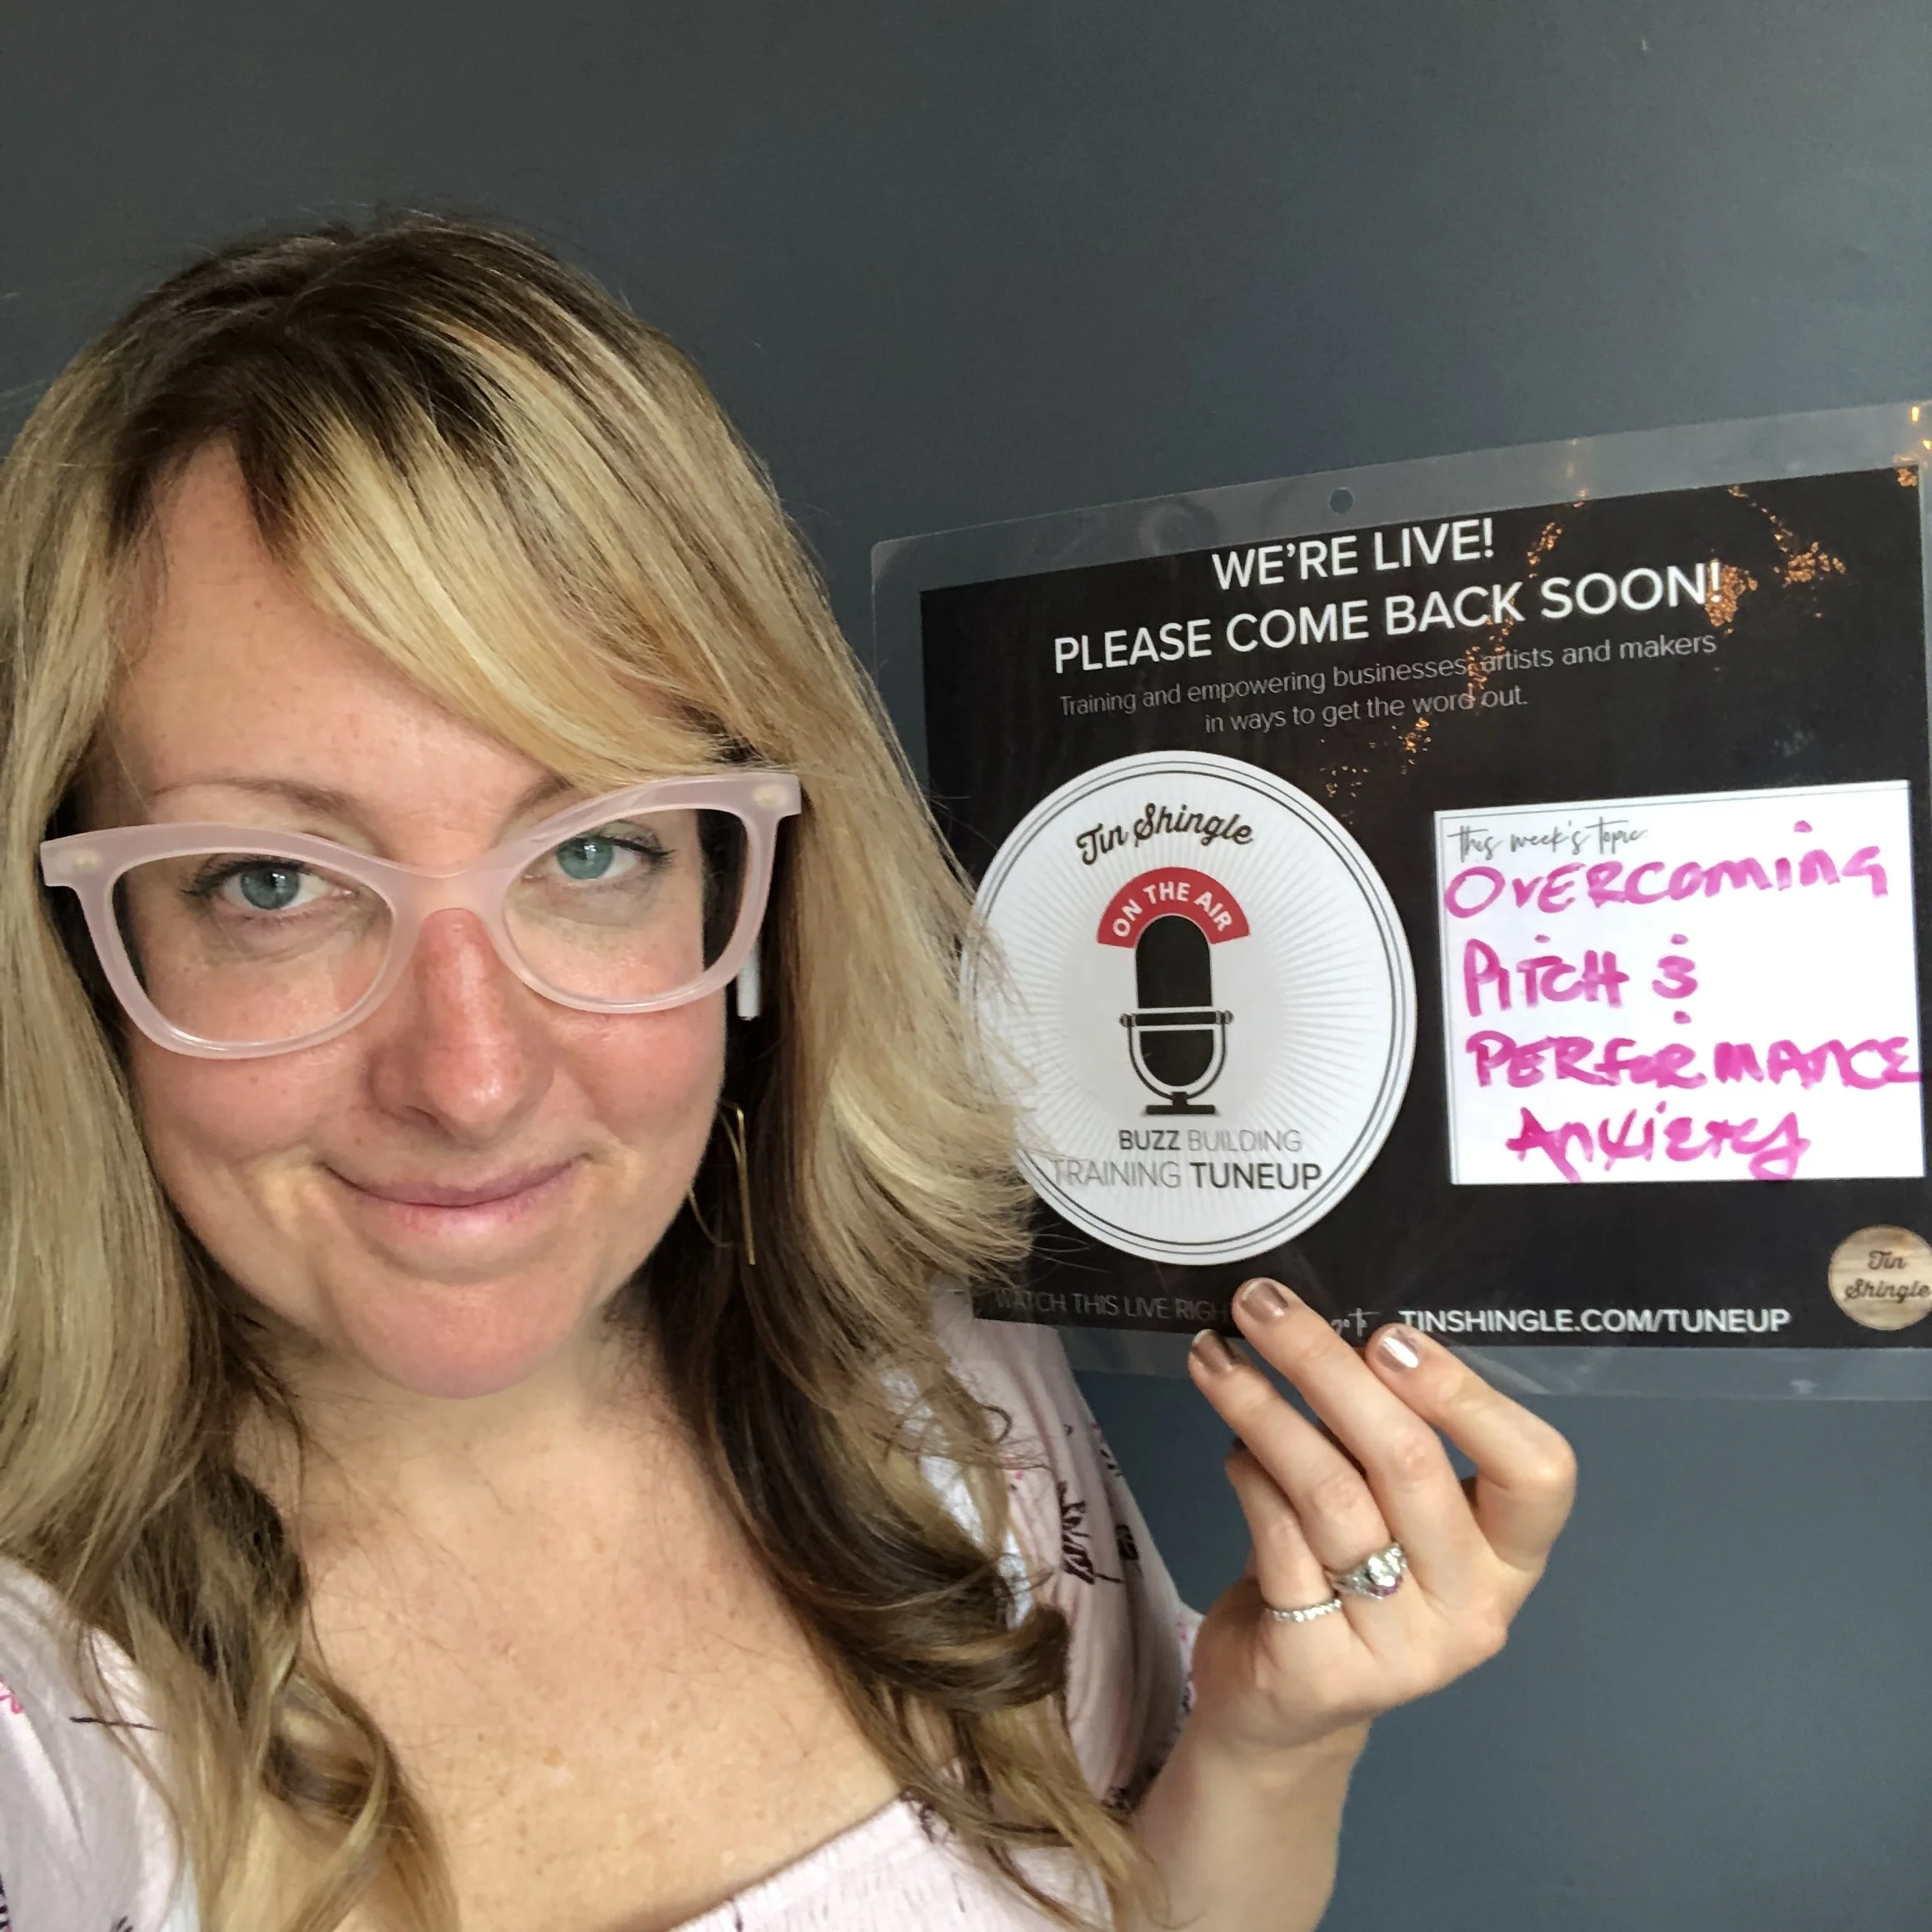 WE'RE LIVE!
PLEASE COME BACK SOON!
Training and empowering businesses, artists and makers
in ways to get the word out.
Tin Shingle
ON THE AIR
BUZZ BUILDING
TRAINING TUNEUP
this week's topic:
OVERCOMING
PITCH &
PERFORMANCE
Anxiety
Tin
Shingle
WATCH THIS LIVE RIGH
TINSHINGLE.COM/TUNEUP